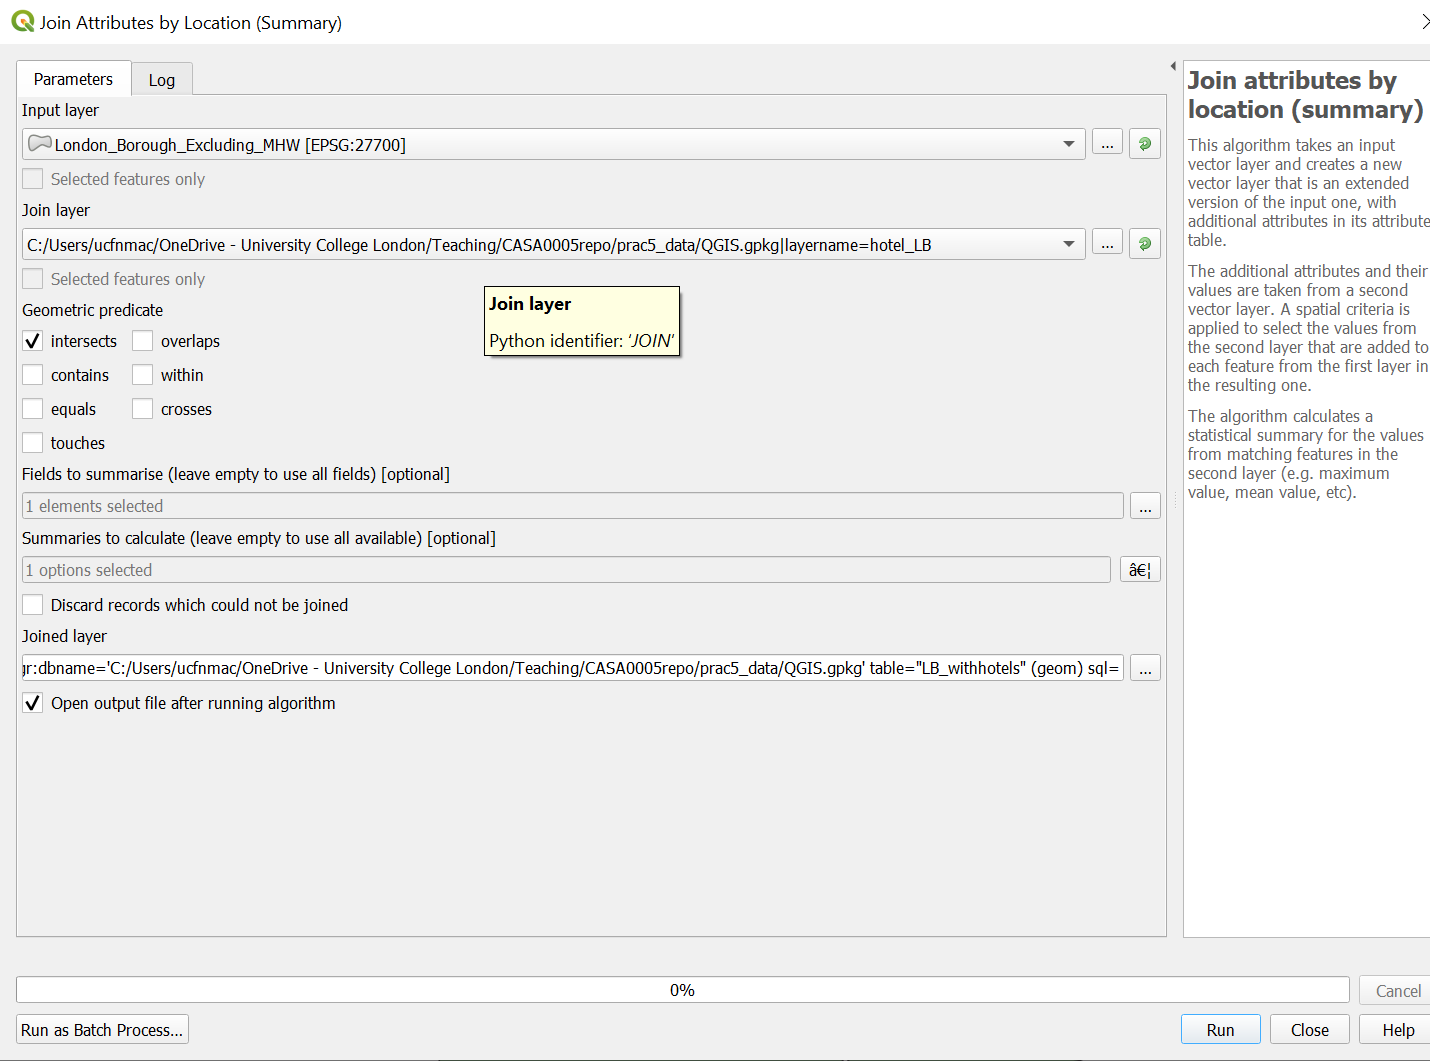 Join Attributes by Location (Summary)
Parameters
Log
Input layer
London_Borough_Excluding_MHW [EPSG:27700]
...
Selected features only
Join layer
C:/Users/ucfnmac/OneDrive - University College London/Teaching/CASA0005repo/prac5_data/QGIS.gpkg|layername=hotel_LB
...
Selected features only
Join layer
Python identifier: 'JOIN'
Geometric predicate
intersects
overlaps
contains
within
equals
crosses
touches
Fields to summarise (leave empty to use all fields) [optional]
1 elements selected
...
Summaries to calculate (leave empty to use all available) [optional]
1 options selected
â€¦
Discard records which could not be joined
Joined layer
gr:dbname='C:/Users/ucfnmac/OneDrive - University College London/Teaching/CASA0005repo/prac5_data/QGIS.gpkg' table="LB_withhotels" (geom) sql=
...
Open output file after running algorithm
Join attributes by
location (summary)
This algorithm takes an input
vector layer and creates a new
vector layer that is an extended
version of the input one, with
additional attributes in its attribute
table.
The additional attributes and their
values are taken from a second
vector layer. A spatial criteria is
applied to select the values from
the second layer that are added to
each feature from the first layer in
the resulting one.
The algorithm calculates a
statistical summary for the values
from matching features in the
second layer (e.g. maximum
value, mean value, etc).
0%
Cancel
Run as Batch Process...
Run
Close
Help